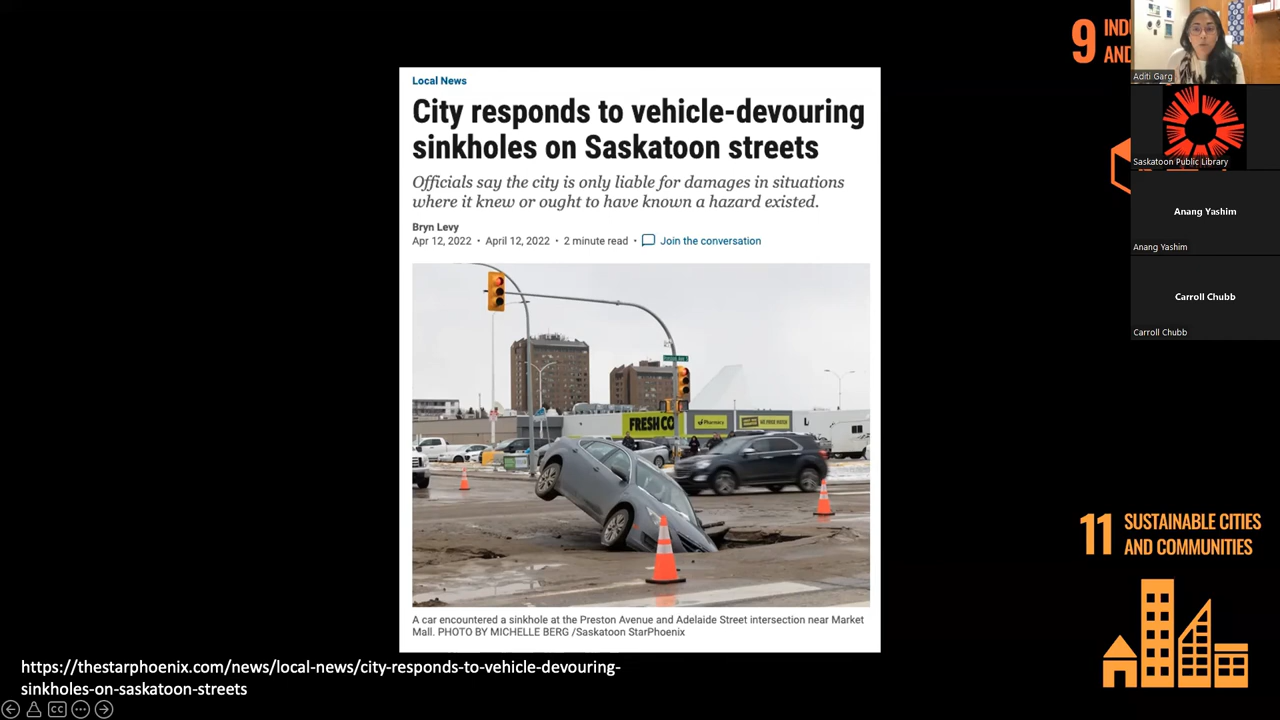 Local News
City responds to vehicle-devouring
sinkholes on Saskatoon streets
Officials say the city is only liable for damages in situations
where it knew or ought to have known a hazard existed.
Bryn Levy
Apr 12, 2022 • April 12, 2022 • 2 minute read • Join the conversation
FRESHCO
Pharmacy
A car encountered a sinkhole at the Preston Avenue and Adelaide Street intersection near Market
Mall. PHOTO BY MICHELLE BERG /Saskatoon StarPhoenix
https://thestarphoenix.com/news/local-news/city-responds-to-vehicle-devouring-
sinkholes-on-saskatoon-streets
CC
9 IND
AND
Aditi Garg
Saskatoon Public Library
Anang Yashim
Anang Yashim
Carroll Chubb
Carroll Chubb
11 SUSTAINABLE CITIES
AND COMMUNITIES